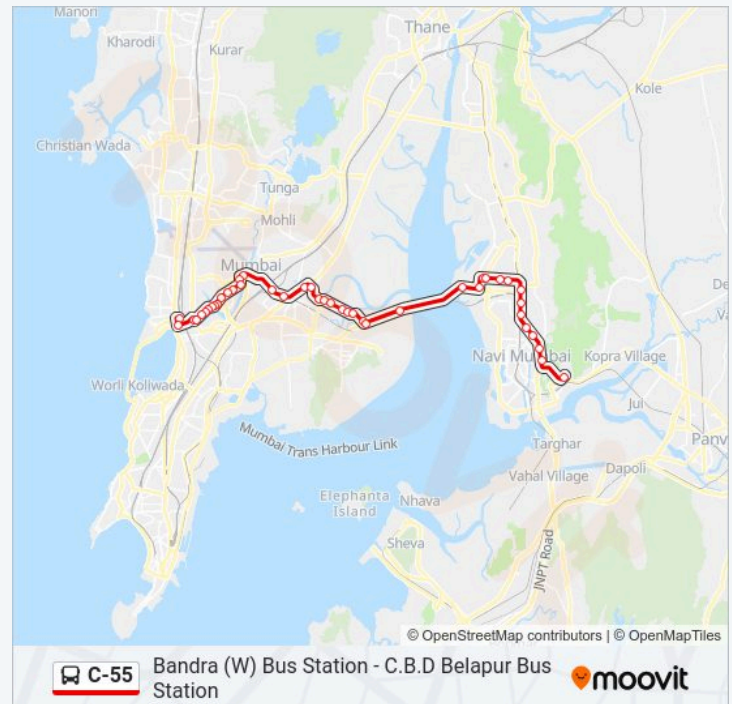 Manori
Thane
Kharodi
Kurar
Kole
Christian Wada
Tunga
Mohli
Mumbai
De
Va
Navi Mumbai
Kopra Village
Worli Koliwada
Jui
Mumbai Trans Harbour Link
Targhar
Panv
Vahal Village
Dapoli
Elephanta
Island
Nhava
Sheva
JNPT Road
© OpenStreetMap contributors | © OpenMapTiles
C-55
Bandra (W) Bus Station - C.B.D Belapur Bus
Station
moovit